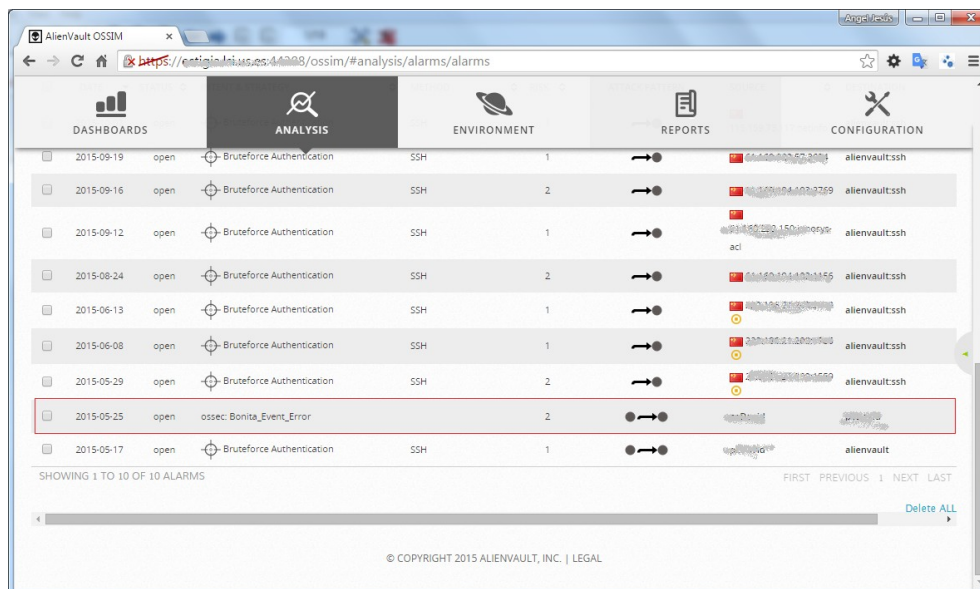 Angel Jesús
AlienVault OSSIM
https:// /ossim/#analysis/alarms/alarms
DASHBOARDS
ANALYSIS
ENVIRONMENT
REPORTS
CONFIGURATION
2015-09-19 open Bruteforce Authentication SSH 1 alienvault:ssh
2015-09-16 open Bruteforce Authentication SSH 2 alienvault:ssh
2015-09-12 open Bruteforce Authentication SSH 1 alienvault:ssh
acl
2015-08-24 open Bruteforce Authentication SSH 2 alienvault:ssh
2015-06-13 open Bruteforce Authentication SSH 1 alienvault:ssh
2015-06-08 open Bruteforce Authentication SSH 1 alienvault:ssh
2015-05-29 open Bruteforce Authentication SSH 2 alienvault:ssh
2015-05-25 open ossec: Bonita_Event_Error 2
2015-05-17 open Bruteforce Authentication SSH 1 alienvault
SHOWING 1 TO 10 OF 10 ALARMS
FIRST PREVIOUS 1 NEXT LAST
Delete ALL
© COPYRIGHT 2015 ALIENVAULT, INC. | LEGAL